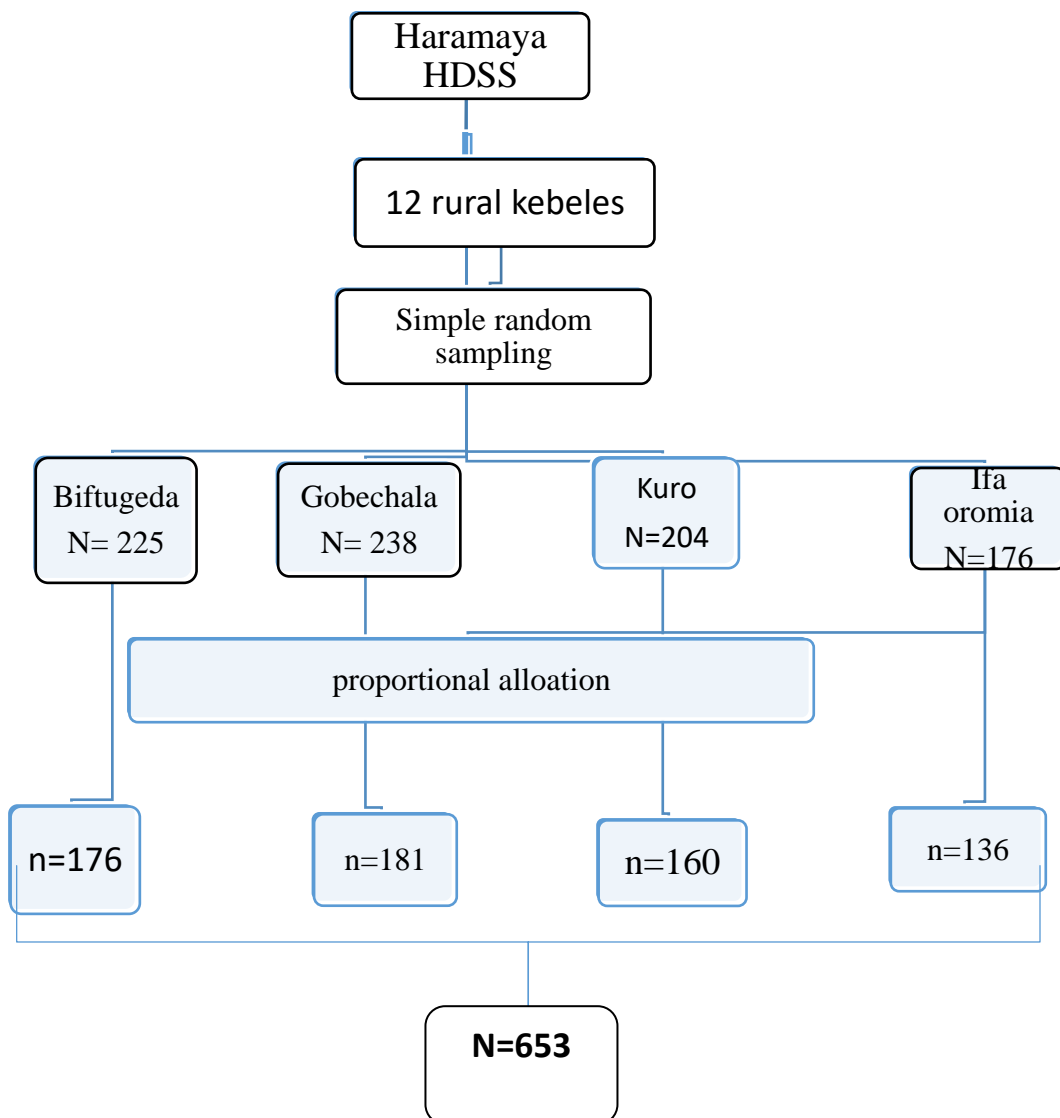 Haramaya
HDSS
12 rural kebeles
Simple random
sampling
Biftugeda
N= 225
Gobechala
N= 238
Kuro
N=204
Ifa
oromia
N=176
proportional alloation
n=176
n=181
n=160
n=136
N=653